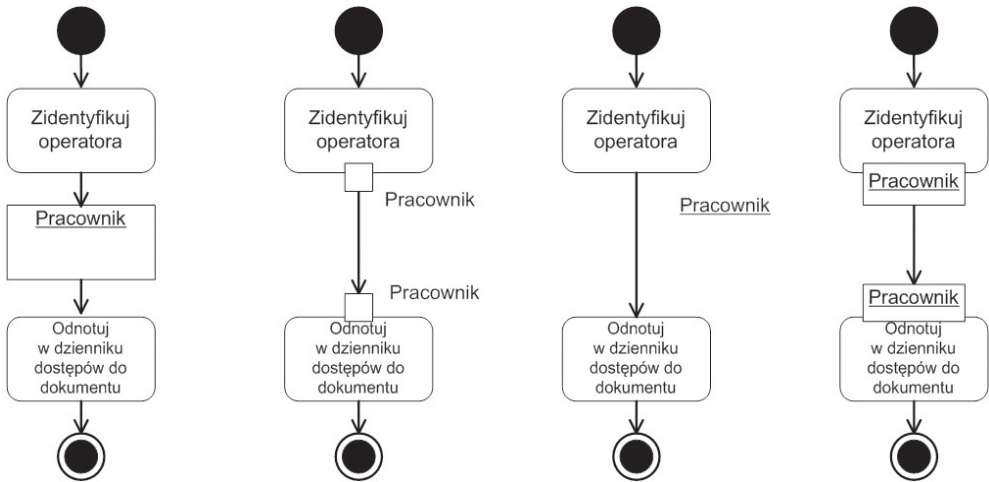 Zidentyfikuj
operatora
Pracownik
Odnotuj
w dzienniku
dostępów do
dokumentu
Zidentyfikuj
operatora
Pracownik
Pracownik
Odnotuj
w dzienniku
dostępów do
dokumentu
Zidentyfikuj
operatora
Pracownik
Odnotuj
w dzienniku
dostępów do
dokumentu
Zidentyfikuj
operatora
Pracownik
Pracownik
Odnotuj
w dzienniku
dostępów do
dokumentu